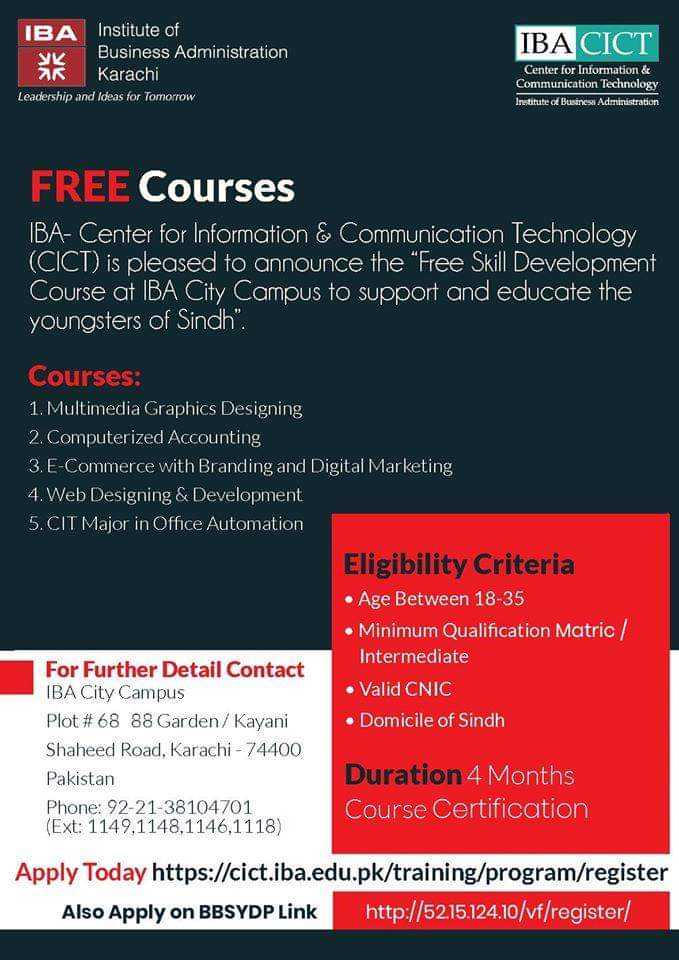 IBA
Institute of
Business Administration
Karachi
Leadership and Ideas for Tomorrow
IBA CICT
Center for Information &
Communication Technology
Institute of Business Administration
FREE Courses
IBA- Center for Information & Communication Technology
(CICT) is pleased to announce the “Free Skill Development
Course at IBA City Campus to support and educate the
youngsters of Sindh”.
Courses:
1. Multimedia Graphics Designing
2. Computerized Accounting
3. E-Commerce with Branding and Digital Marketing
4. Web Designing & Development
5. CIT Major in Office Automation
Eligibility Criteria
• Age Between 18-35
• Minimum Qualification Matric /
Intermediate
• Valid CNIC
• Domicile of Sindh
Duration 4 Months
Course Certification
For Further Detail Contact
IBA City Campus
Plot # 68 88 Garden / Kayani
Shaheed Road, Karachi - 74400
Pakistan
Phone: 92-21-38104701
(Ext: 1149,1148,1146,1118)
Apply Today https://cict.iba.edu.pk/training/program/register
Also Apply on BBSYDP Link
http://52.15.124.10/vf/register/